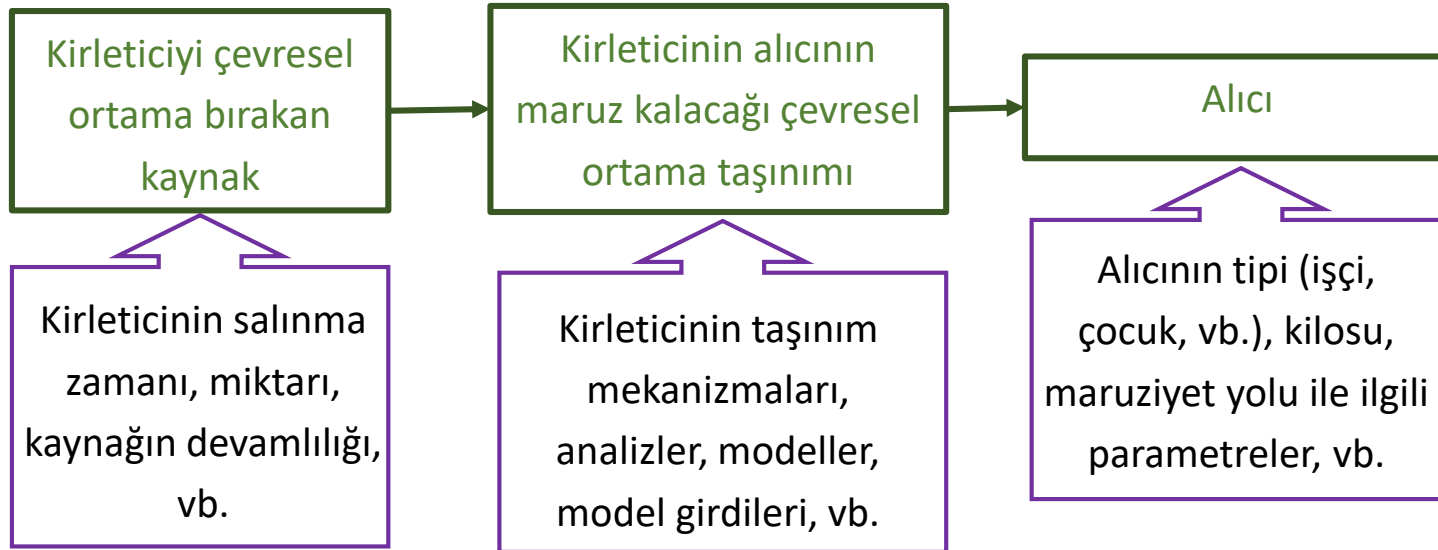 Kirleticiyi çevresel
ortama bırakan
kaynak
Kirleticinin alıcının
maruz kalacağı çevresel
ortama taşınımı
Alıcı
Kirleticinin salınma
zamanı, miktarı,
kaynağın devamlılığı,
vb.
Kirleticinin taşınım
mekanizmaları,
analizler, modeller,
model girdileri, vb.
Alıcının tipi (işçi,
çocuk, vb.), kilosu,
maruziyet yolu ile ilgili
parametreler, vb.